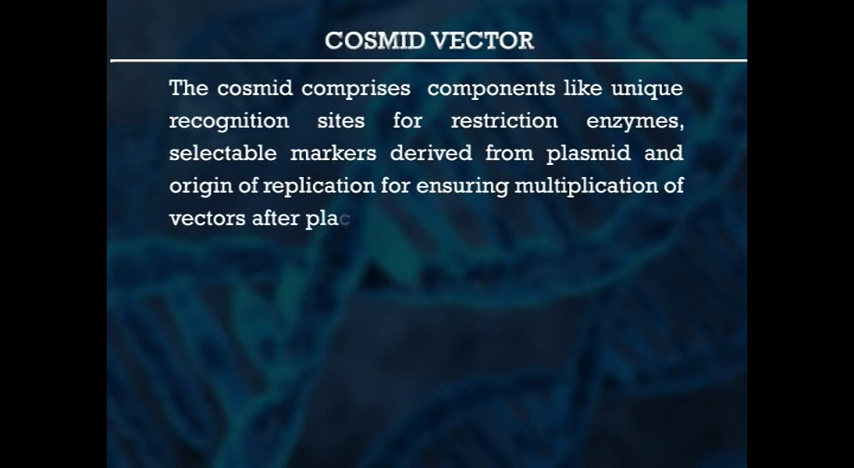 COSMID VECTOR
The cosmid comprises components like unique
recognition sites for restriction enzymes,
selectable markers derived from plasmid and
origin of replication for ensuring multiplication of
vectors after plac